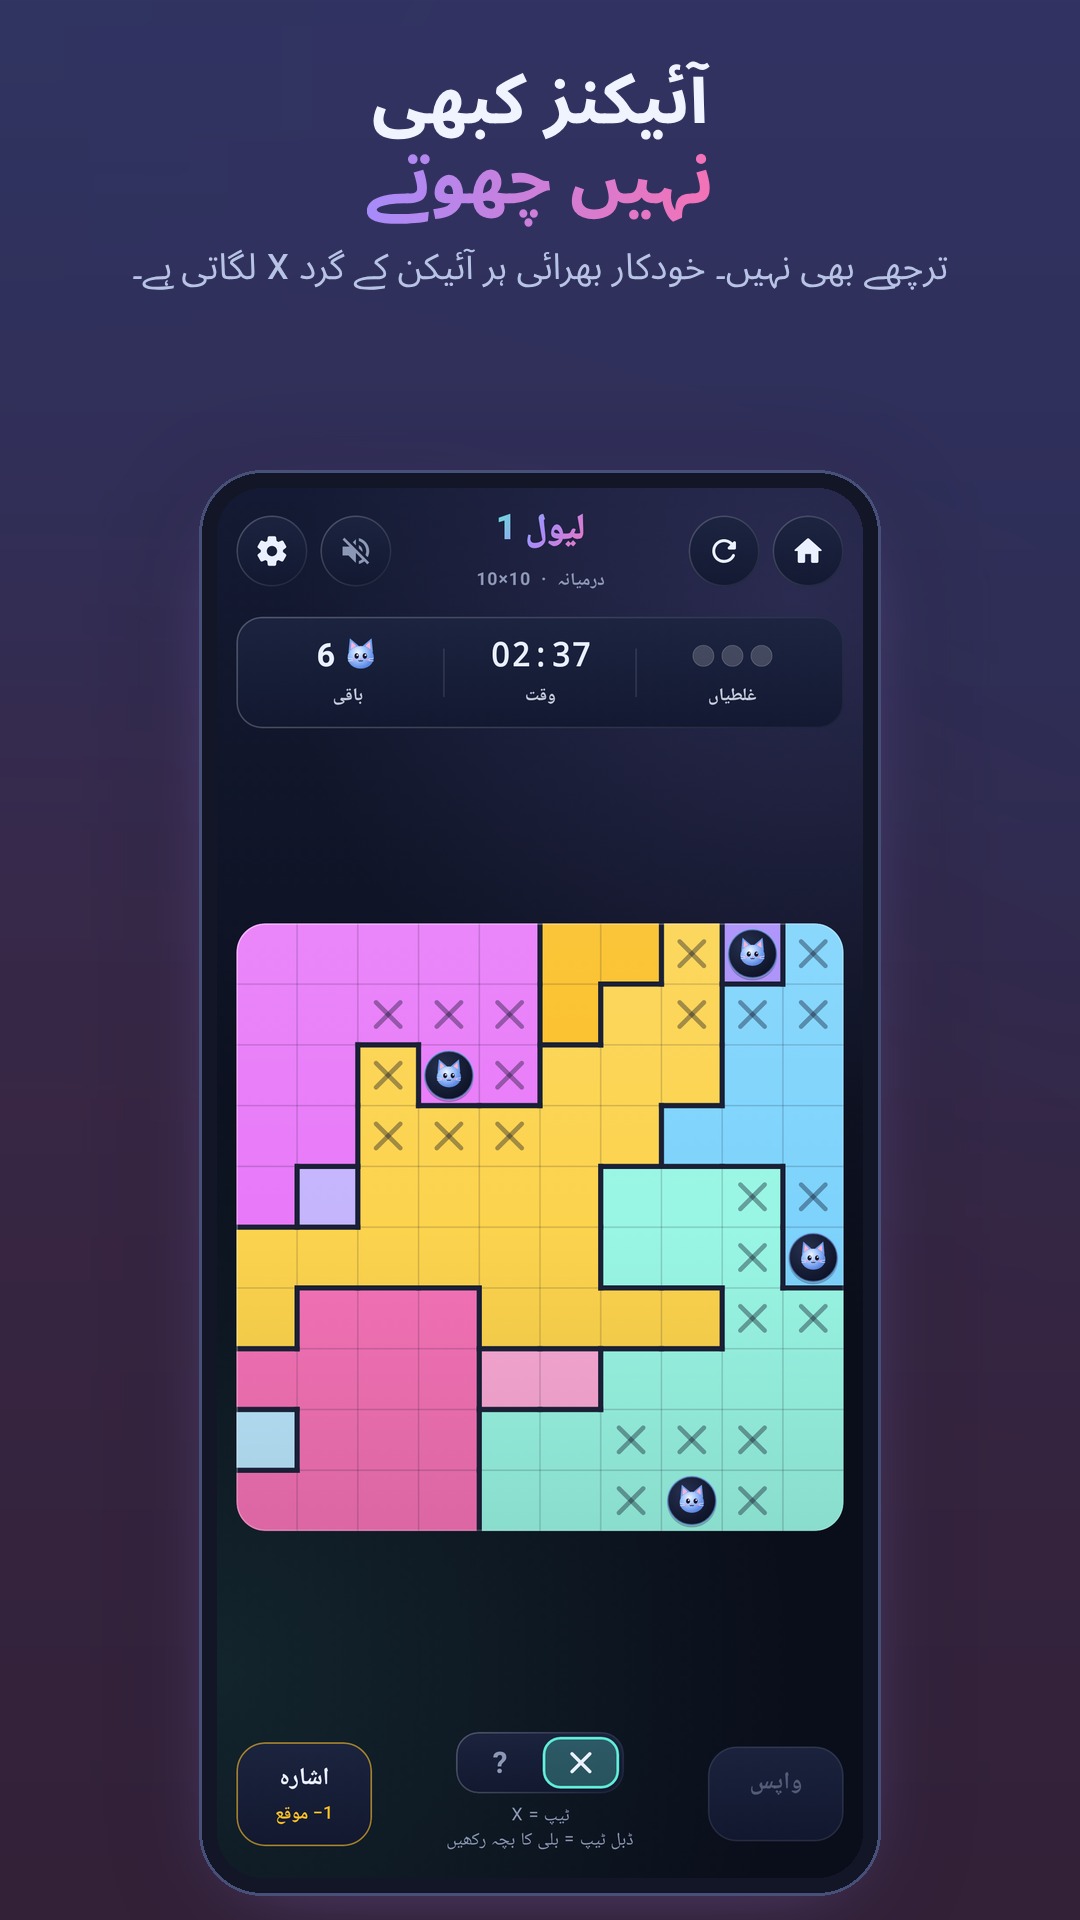 آئیکنز کبھی
نہیں چھوتے
ترچھے بھی نہیں۔ خودکار بھرائی ہر آئیکن کے گرد X لگاتی ہے۔
لیول 1
درمیانہ · 10×10
6
02:37
غلطیاں
وقت
باقی
اشارہ
−1 موقع
?
واپس
ٹیپ = X
ڈبل ٹیپ = بلی کا بچہ رکھیں